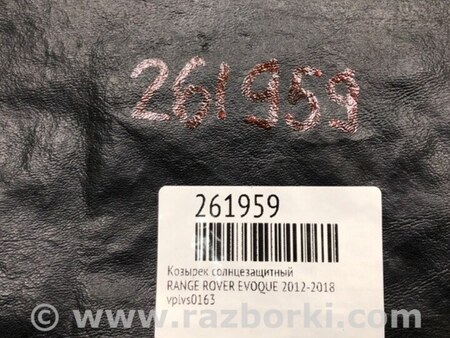 261959
261959
Козырек солнцезащитный
RANGE ROVER EVOQUE 2012-2018
vplvs0163
© www.razborki.com